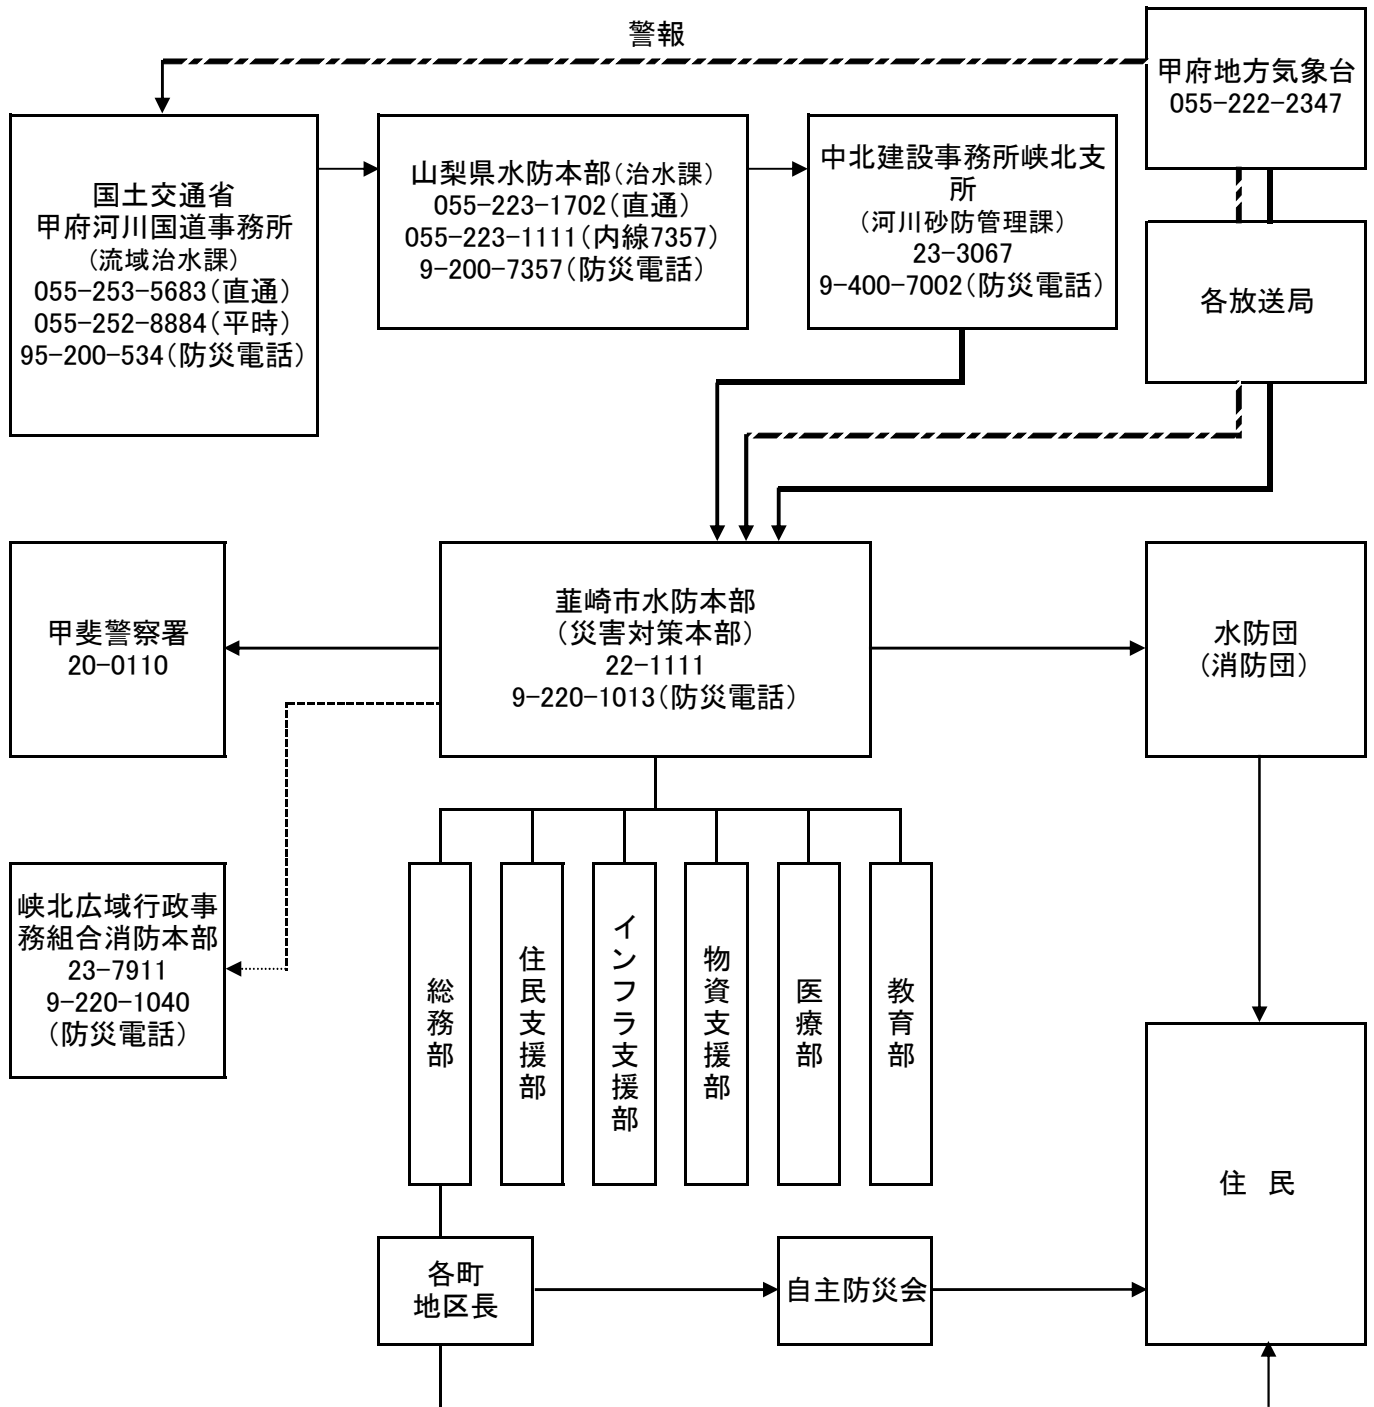 警報
甲府地方気象台
055-222-2347
国土交通省
甲府河川国道事務所
(流域治水課)
055-253-5683(直通)
055-252-8884(平時)
95-200-534(防災電話)
山梨県水防本部(治水課)
055-223-1702(直通)
055-223-1111(内線7357)
9-200-7357(防災電話)
中北建設事務所峡北支
所
(河川砂防管理課)
23-3067
9-400-7002(防災電話)
各放送局
甲斐警察署
20-0110
韮崎市水防本部
(災害対策本部)
22-1111
9-220-1013(防災電話)
水防団
(消防団)
峡北広域行政事
務組合消防本部
23-7911
9-220-1040
(防災電話)
総務部
住民支援部
インフラ支援部
物資支援部
医療部
教育部
住 民
各町
地区長
自主防災会